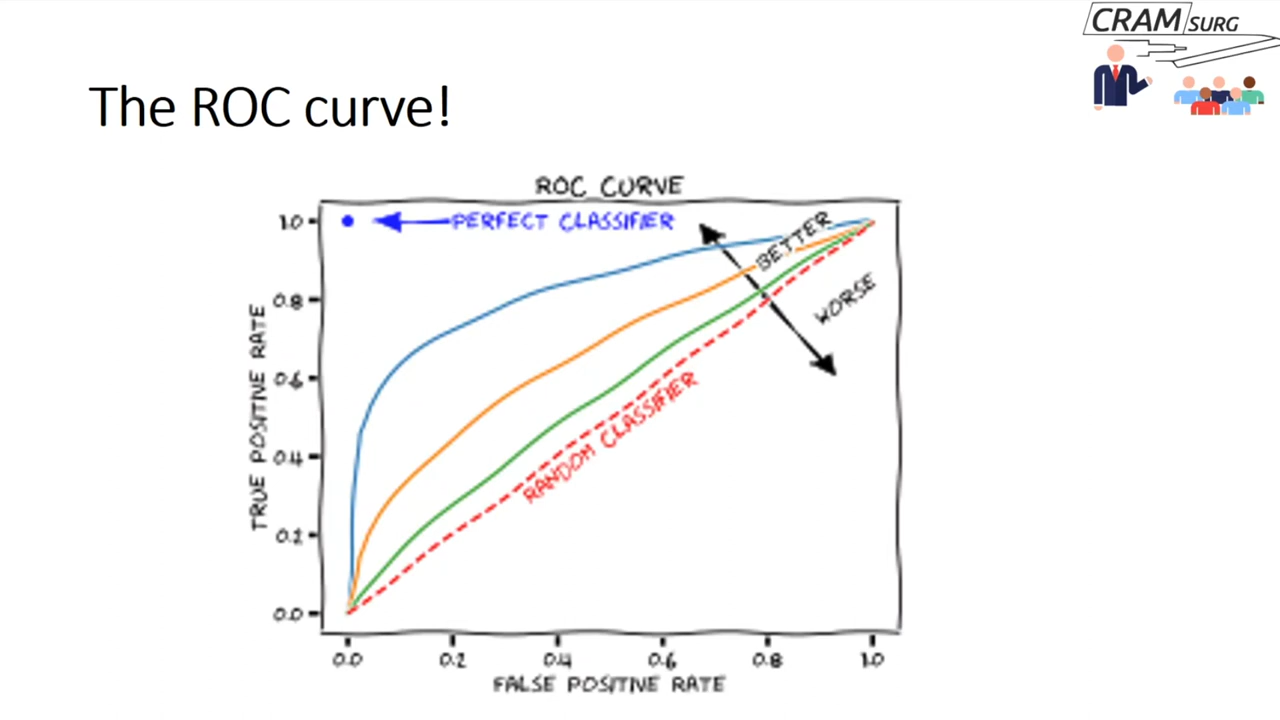 CRAM SURG
The ROC curve!
ROC CURVE
PERFECT CLASSIFIER
BETTER
WORSE
RANDOM CLASSIFIER
TRUE POSITIVE RATE
1.0
0.8
0.6
0.4
0.2
0.0
0.0 0.2 0.4 0.6 0.8 1.0
FALSE POSITIVE RATE